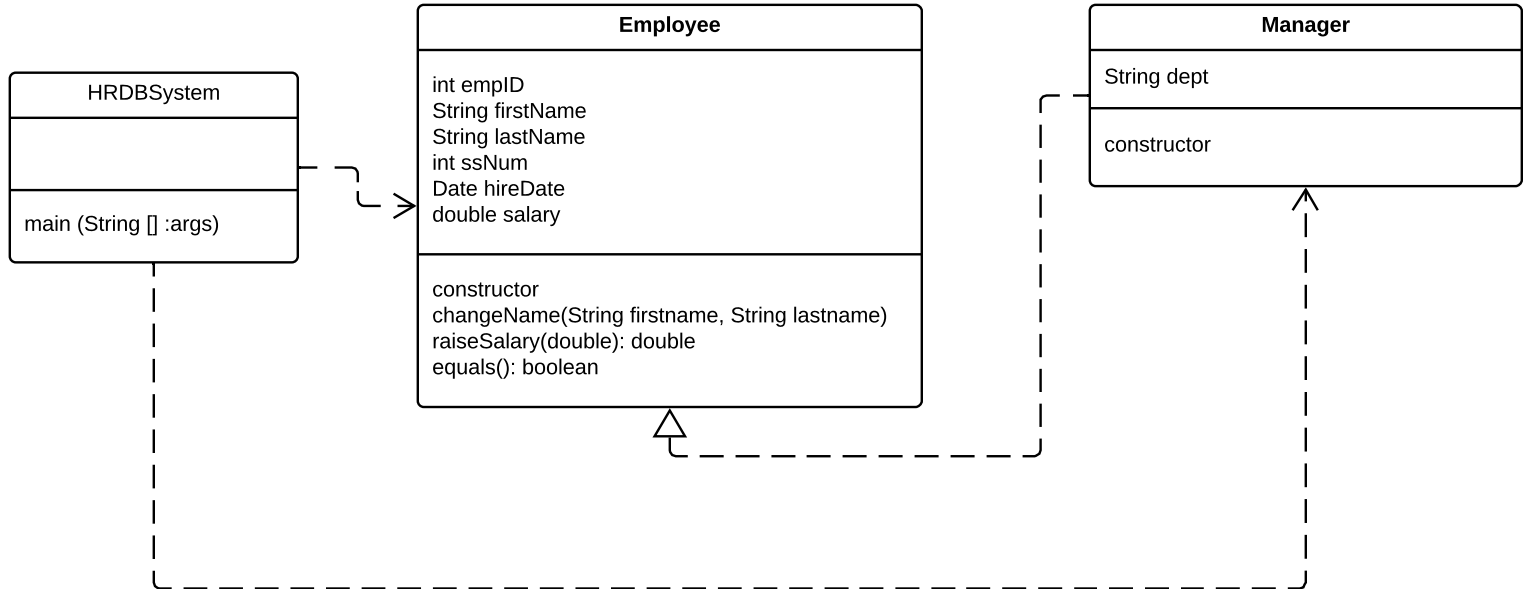 HRDBSystem
main (String [] :args)
Employee
int empID
String firstName
String lastName
int ssNum
Date hireDate
double salary
constructor
changeName(String firstname, String lastname)
raiseSalary(double): double
equals(): boolean
Manager
String dept
constructor